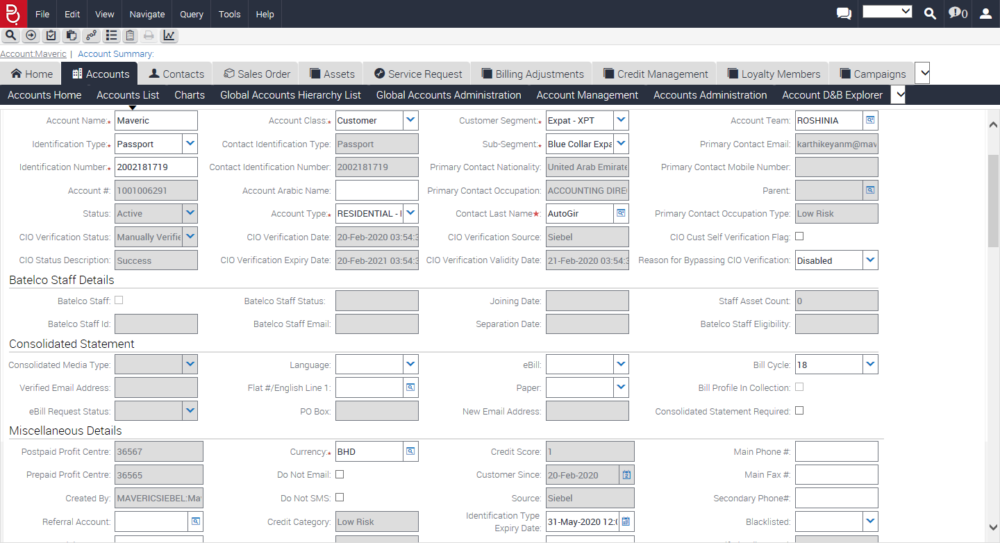 File Edit View Navigate Query Tools Help 0
Account:Maveric | Account Summary:
Home Accounts Contacts Sales Order Assets Service Request Billing Adjustments Credit Management Loyalty Members Campaigns
Accounts Home Accounts List Charts Global Accounts Hierarchy List Global Accounts Administration Account Management Accounts Administration Account D&B Explorer
Account Name:* Maveric Account Class:* Customer Customer Segment:* Expat - XPT Account Team: ROSHINIA
Identification Type:* Passport Contact Identification Type: Passport Sub-Segment:* Blue Collar Expa Primary Contact Email: karthikeyanm@mav
Identification Number:* 2002181719 Contact Identification Number: 2002181719 Primary Contact Nationality: United Arab Emirate Primary Contact Mobile Number:
Account #: 1001006291 Account Arabic Name: Primary Contact Occupation: ACCOUNTING DIRE Parent:
Status: Active Account Type:* RESIDENTIAL - I Contact Last Name★: AutoGir Primary Contact Occupation Type: Low Risk
CIO Verification Status: Manually Verifie CIO Verification Date: 20-Feb-2020 03:54:3 CIO Verification Source: Siebel CIO Cust Self Verification Flag:
CIO Status Description: Success CIO Verification Expiry Date: 20-Feb-2021 03:54:3 CIO Verification Validity Date: 21-Feb-2020 03:54:3 Reason for Bypassing CIO Verification: Disabled
Batelco Staff Details
Batelco Staff: Batelco Staff Status: Joining Date: Staff Asset Count: 0
Batelco Staff Id: Batelco Staff Email: Separation Date: Batelco Staff Eligibility:
Consolidated Statement
Consolidated Media Type: Language: eBill: Bill Cycle: 18
Verified Email Address: Flat #/English Line 1: Paper: Bill Profile In Collection:
eBill Request Status: PO Box: New Email Address: Consolidated Statement Required:
Miscellaneous Details
Postpaid Profit Centre: 36567 Currency:* BHD Credit Score: 1 Main Phone #:
Prepaid Profit Centre: 36565 Do Not Email: Customer Since: 20-Feb-2020 2 Main Fax #:
Created By: MAVERICSIEBEL:Mav Do Not SMS: Source: Siebel Secondary Phone#:
Referral Account: Credit Category: Low Risk Identification Type Expiry Date: 31-May-2020 12:0 Blacklisted: